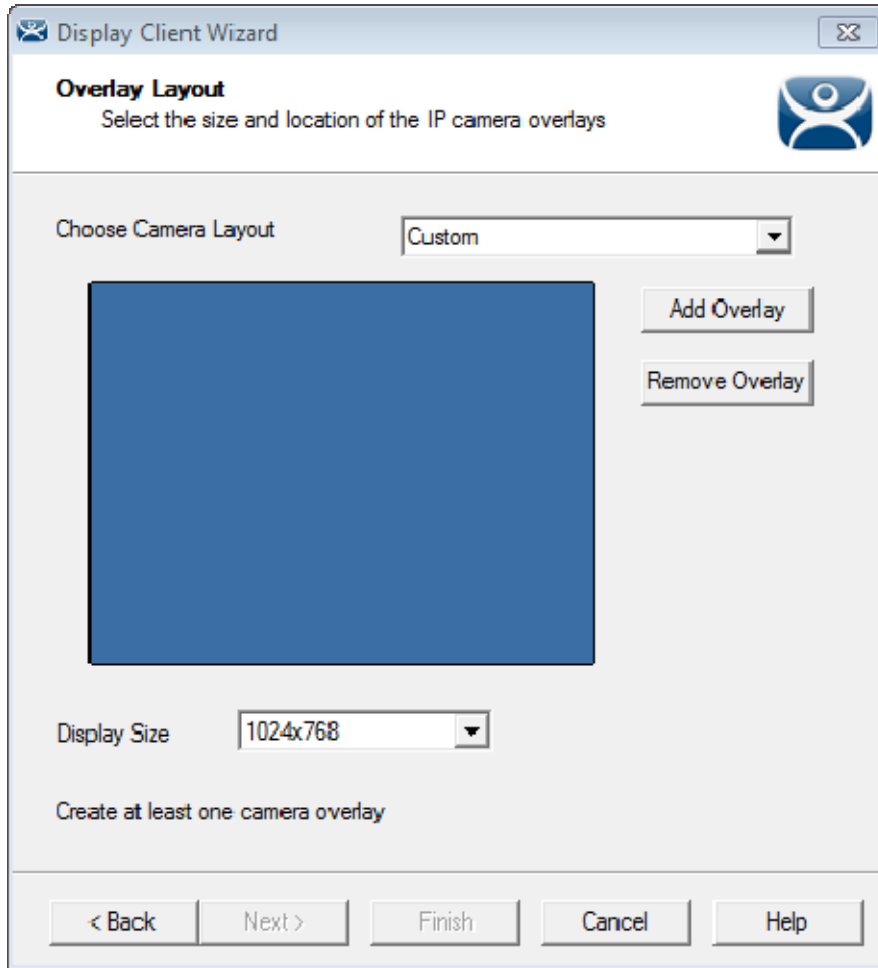 Display Client Wizard
Overlay Layout
Select the size and location of the IP camera overlays
Choose Camera Layout
Custom
Add Overlay
Remove Overlay
Display Size
1024x768
Create at least one camera overlay
< Back
Next >
Finish
Cancel
Help